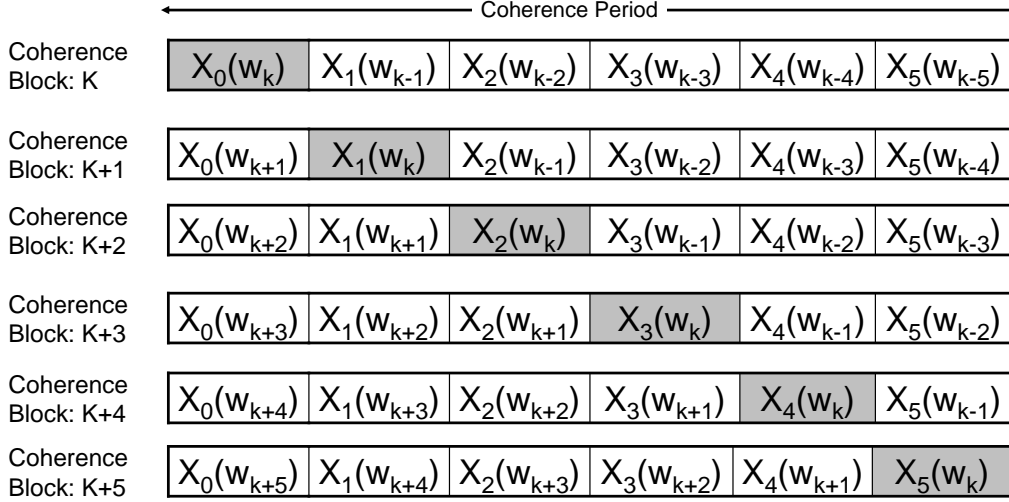 Coherence Period
Coherence
Block: K
X₀(wₖ) X₁(wₖ₋₁) X₂(wₖ₋₂) X₃(wₖ₋₃) X₄(wₖ₋₄) X₅(wₖ₋₅)
Coherence
Block: K+1
X₀(wₖ₊₁) X₁(wₖ) X₂(wₖ₋₁) X₃(wₖ₋₂) X₄(wₖ₋₃) X₅(wₖ₋₄)
Coherence
Block: K+2
X₀(wₖ₊₂) X₁(wₖ₊₁) X₂(wₖ) X₃(wₖ₋₁) X₄(wₖ₋₂) X₅(wₖ₋₃)
Coherence
Block: K+3
X₀(wₖ₊₃) X₁(wₖ₊₂) X₂(wₖ₊₁) X₃(wₖ) X₄(wₖ₋₁) X₅(wₖ₋₂)
Coherence
Block: K+4
X₀(wₖ₊₄) X₁(wₖ₊₃) X₂(wₖ₊₂) X₃(wₖ₊₁) X₄(wₖ) X₅(wₖ₋₁)
Coherence
Block: K+5
X₀(wₖ₊₅) X₁(wₖ₊₄) X₂(wₖ₊₃) X₃(wₖ₊₂) X₄(wₖ₊₁) X₅(wₖ)